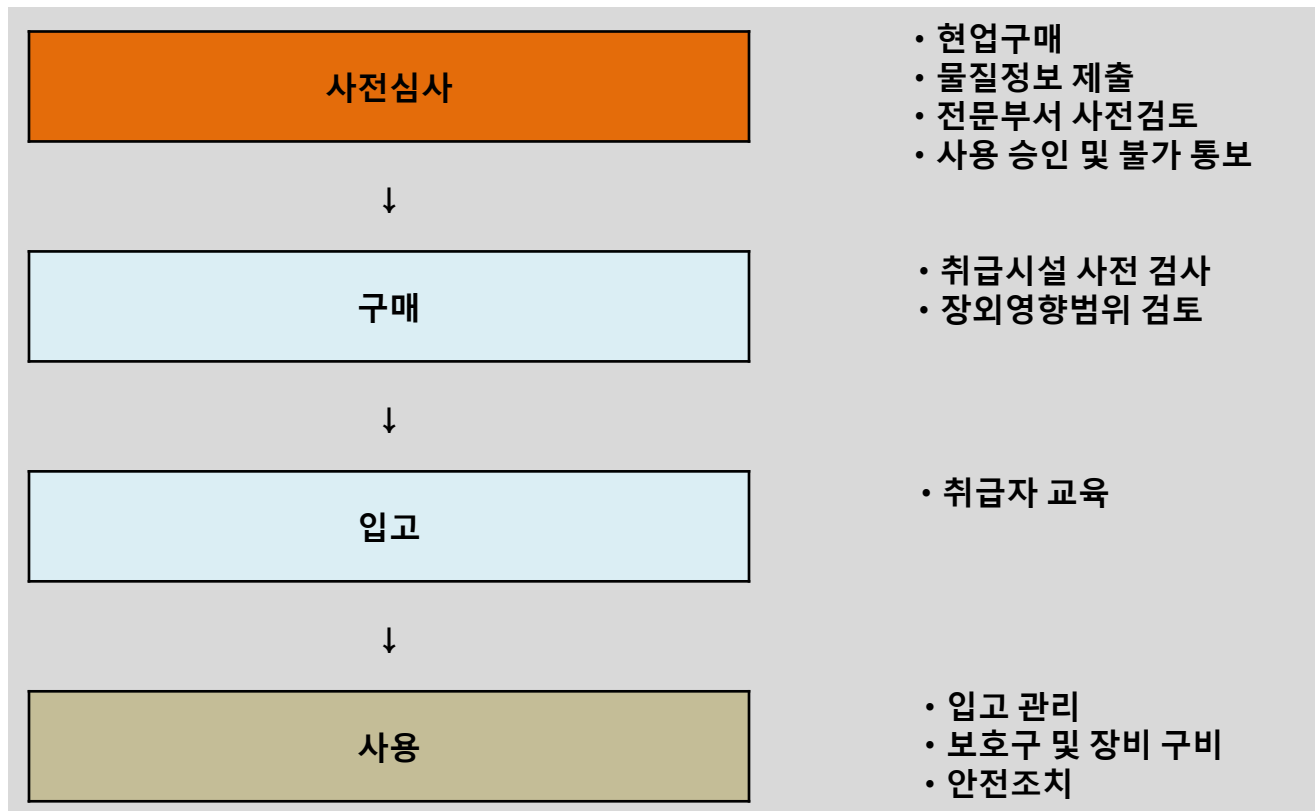 사전심사
• 현업구매
• 물질정보 제출
• 전문부서 사전검토
• 사용 승인 및 불가 통보
↓
구매
• 취급시설 사전 검사
• 장외영향범위 검토
↓
입고
• 취급자 교육
↓
사용
• 입고 관리
• 보호구 및 장비 구비
• 안전조치